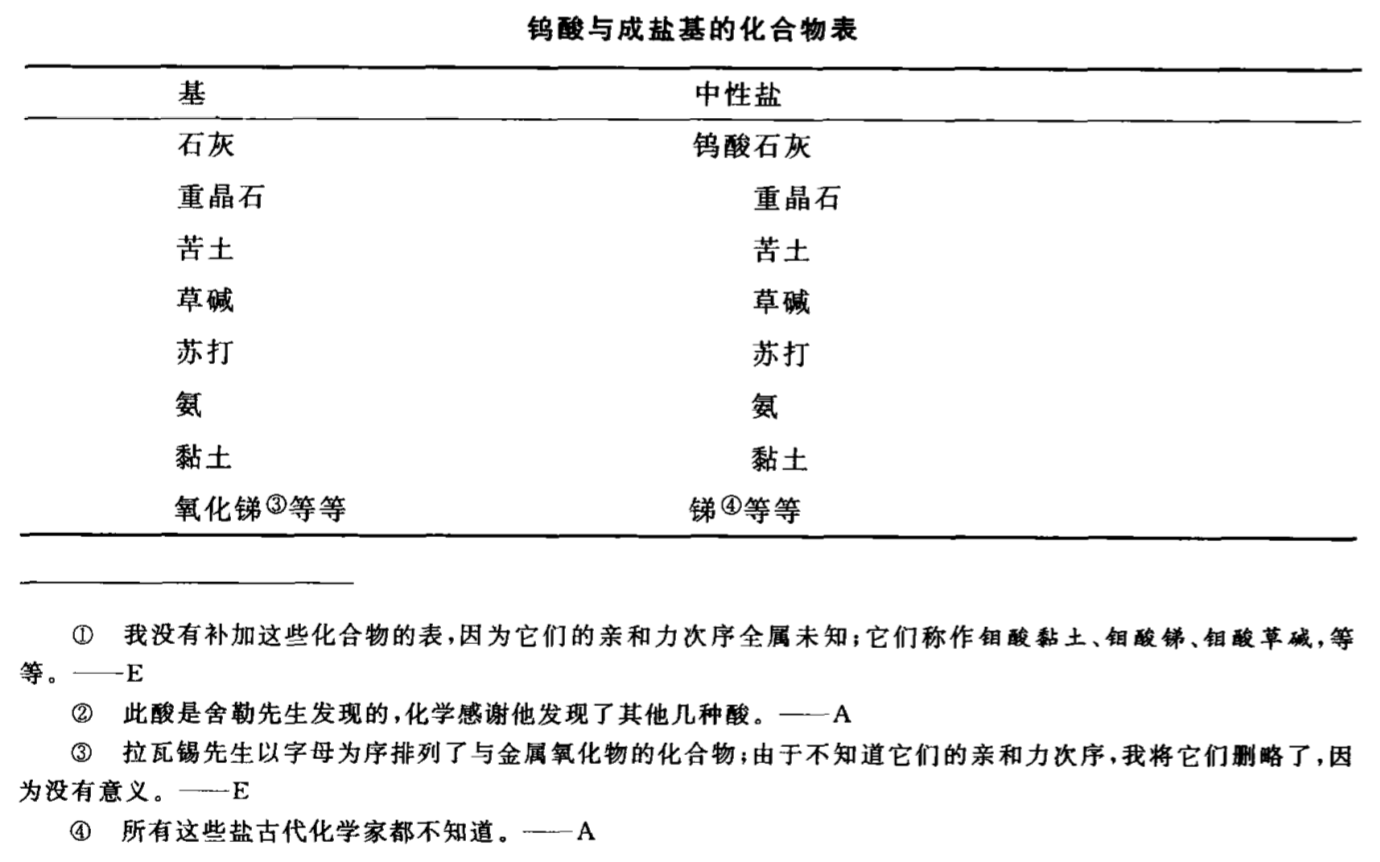 钨酸与成盐基的化合物表
基 中性盐
石灰 钨酸石灰
重晶石 重晶石
苦土 苦土
草碱 草碱
苏打 苏打
氨 氨
黏土 黏土
氧化锑③等等 锑④等等
① 我没有补加这些化合物的表,因为它们的亲和力次序全属未知;它们称作钼酸黏土、钼酸锑、钼酸草碱,等
等。——E
② 此酸是舍勒先生发现的,化学感谢他发现了其他几种酸。——A
③ 拉瓦锡先生以字母为序排列了与金属氧化物的化合物;由于不知道它们的亲和力次序,我将它们删略了,因
为没有意义。——E
④ 所有这些盐古代化学家都不知道。——A